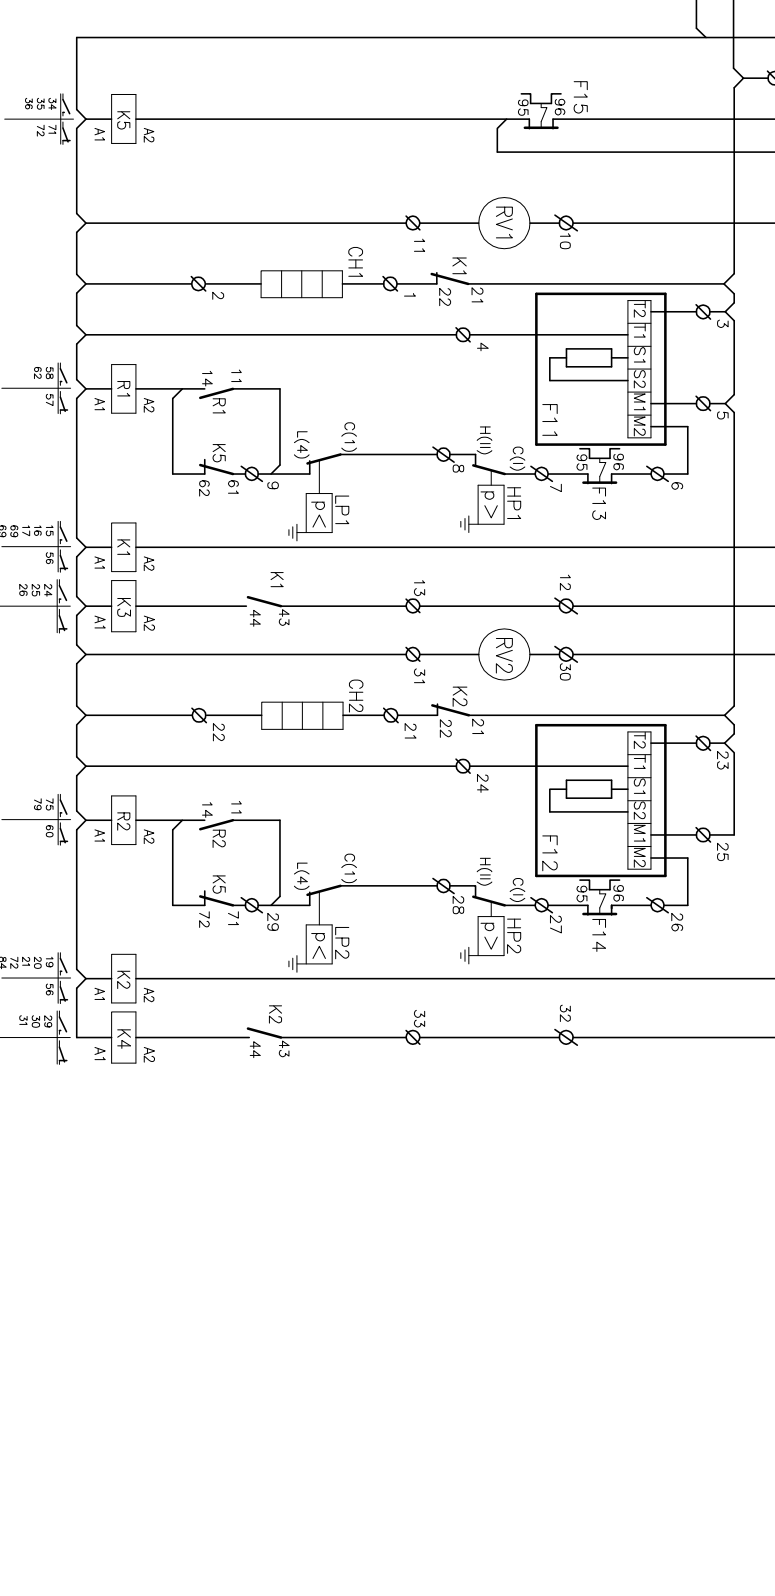 F15
95 96
K5
A1 A2
34
35
36
71
72
RV1
10
11
K1
21
22
CH1
1
2
3
T2 T1 S1 S2 M1 M2
F11
4
5
R1
A1 A2
58
62
57
11
14
R1
K5
61
62
9
C(1)
L(4)
LP1
p<
8
H(II)
C(I)
HP1
p>
7
95 96
F13
6
K1
A1 A2
15
16
17
69
69
56
K3
A1 A2
24
25
26
K1
43
44
13
12
RV2
30
31
K2
21
22
CH2
21
22
23
T2 T1 S1 S2 M1 M2
F12
24
25
R2
A1 A2
75
79
60
11
14
R2
K5
71
72
29
C(1)
L(4)
LP2
p<
28
H(II)
C(I)
HP2
p>
27
95 96
F14
26
K2
A1 A2
19
20
21
72
84
56
K4
A1 A2
29
30
31
K2
43
44
33
32